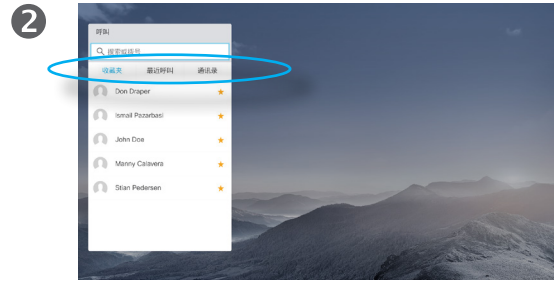 2
呼叫
搜索或拨号
收藏夹 最近呼叫 通讯录
Don Draper
Ismail Pazarbasi
John Doe
Manny Calavera
Stian Pedersen